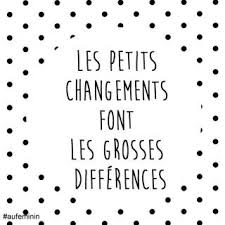 LES PETITS
CHANGEMENTS
FONT
LES GROSSES
DIFFÉRENCES
#aufeminin